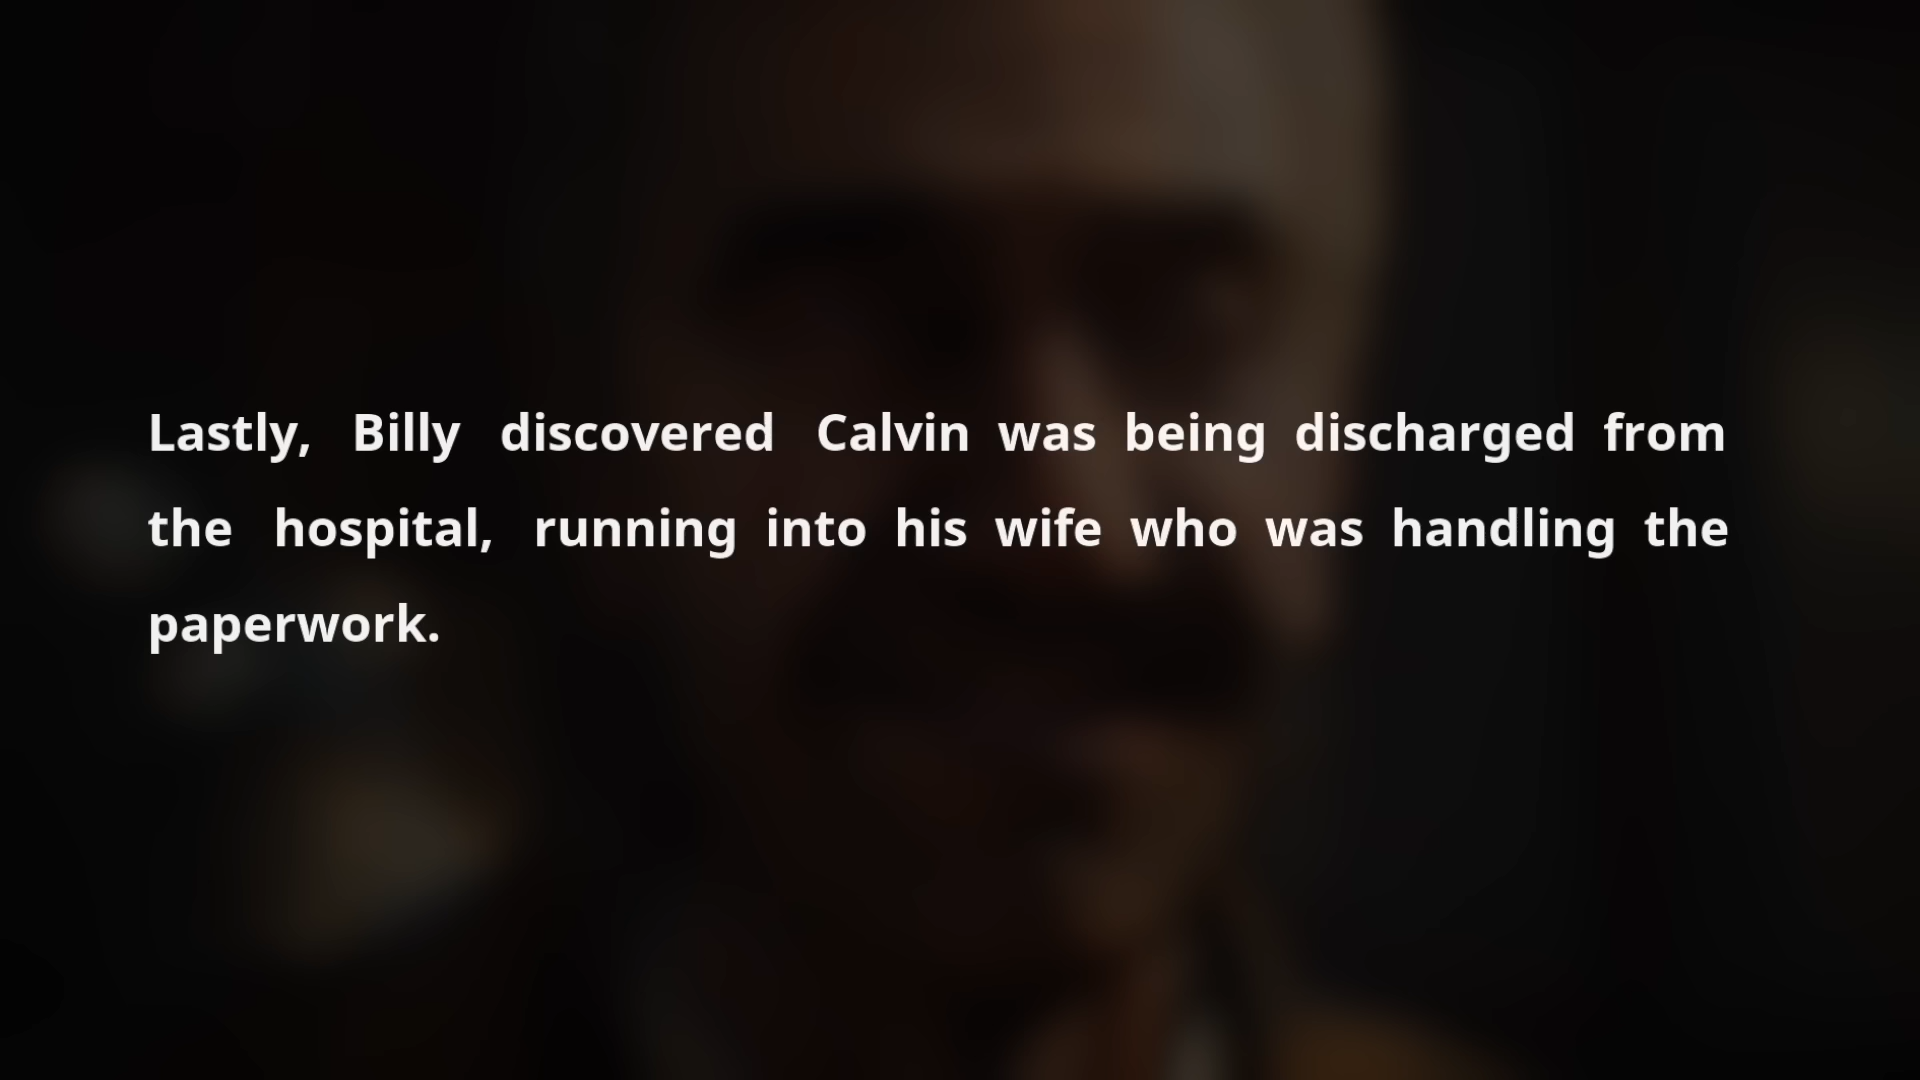 Lastly, Billy discovered Calvin was being discharged from
the hospital, running into his wife who was handling the
paperwork.